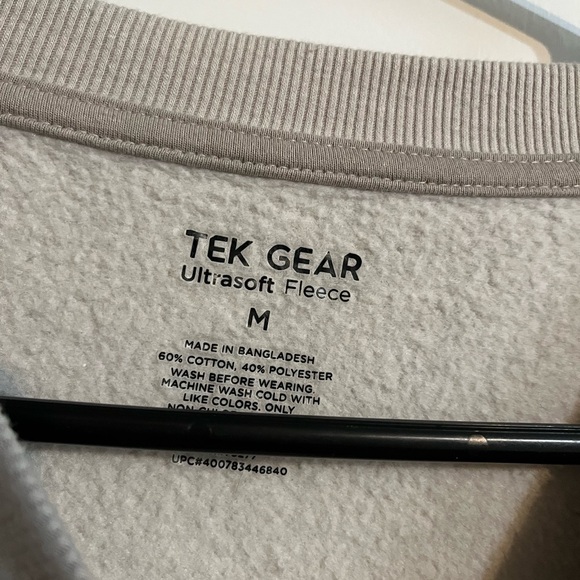 TEK GEAR
Ultrasoft Fleece
M
MADE IN BANGLADESH
60% COTTON, 40% POLYESTER
WASH BEFORE WEARING.
MACHINE WASH COLD WITH
LIKE COLORS. ONLY
UPC#400783446840